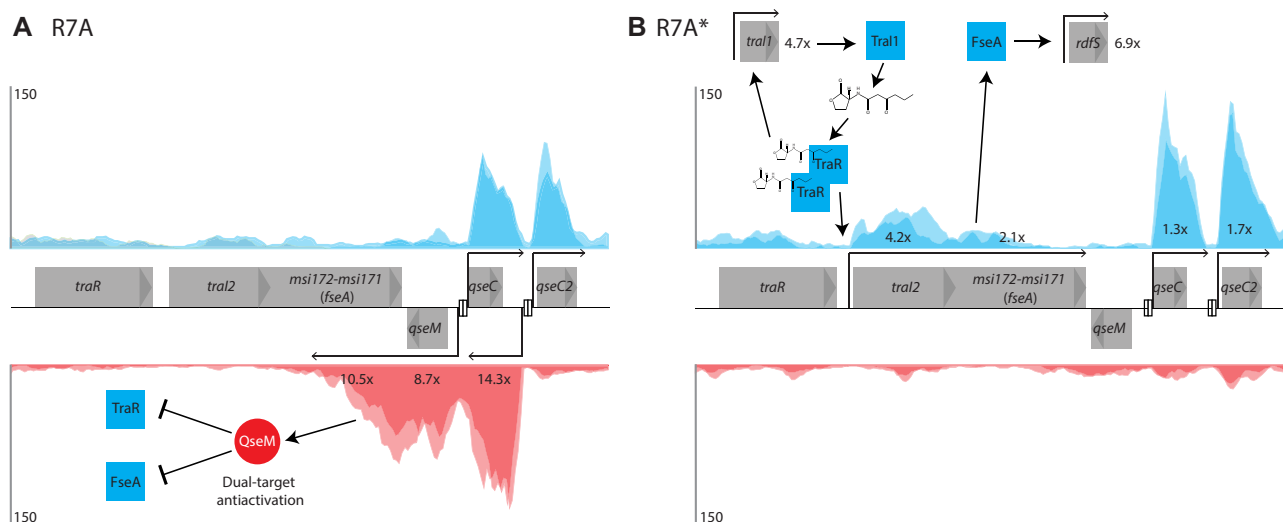 A R7A
150
traR
traI2
msi172-msi171
(fseA)
qseM
qseC
qseC2
10.5x
8.7x
14.3x
TraR
QseM
FseA
Dual-target
antiactivation
150
B R7A*
traI1
4.7x
TraI1
FseA
rdfS
6.9x
150
TraR
TraR
4.2x
2.1x
1.3x
1.7x
traR
traI2
msi172-msi171
(fseA)
qseM
qseC
qseC2
150